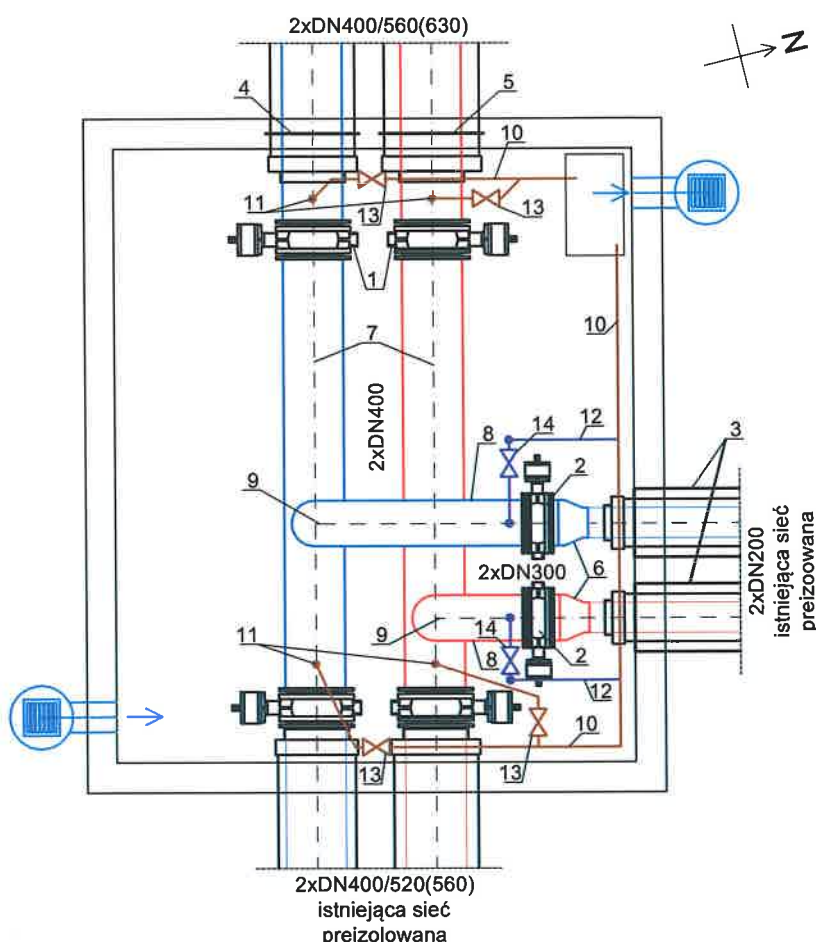 2xDN400/560(630)
N
4
5
10
11
13
13
1
10
7
2xDN400
8
14
12
2
3
9
2xDN300
6
2xDN200
istniejąca sieć
preizoowana
11
9
14
8
2
12
13
13
10
2xDN400/520(560)
istniejąca sieć
preizolowana